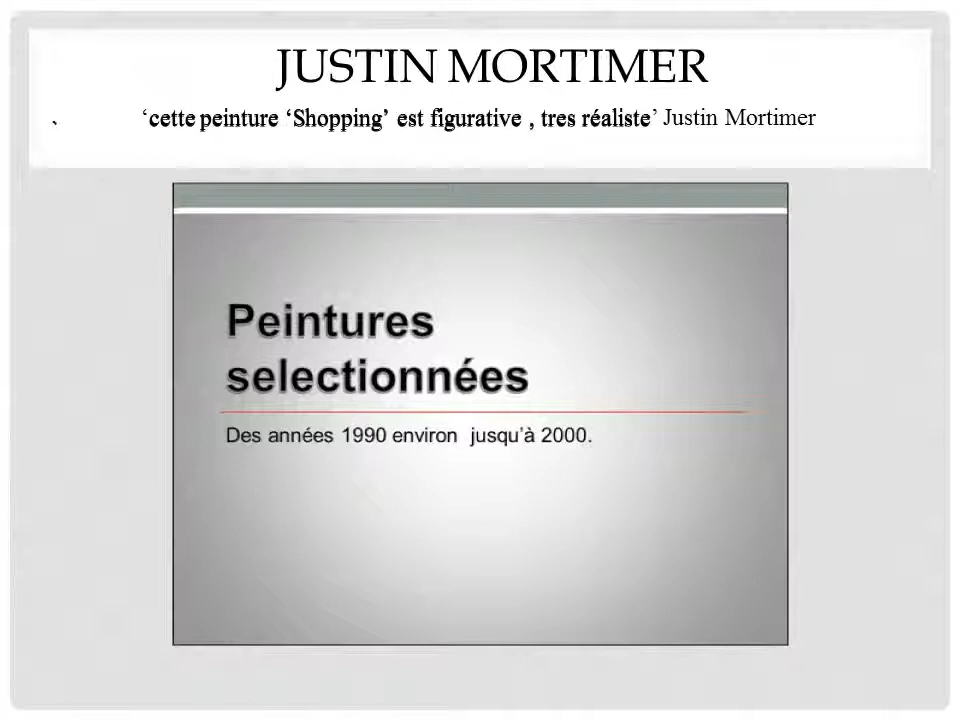 JUSTIN MORTIMER
‘cette peinture ‘Shopping’ est figurative , tres réaliste’ Justin Mortimer
Peintures
selectionnées
Des années 1990 environ jusqu’à 2000.